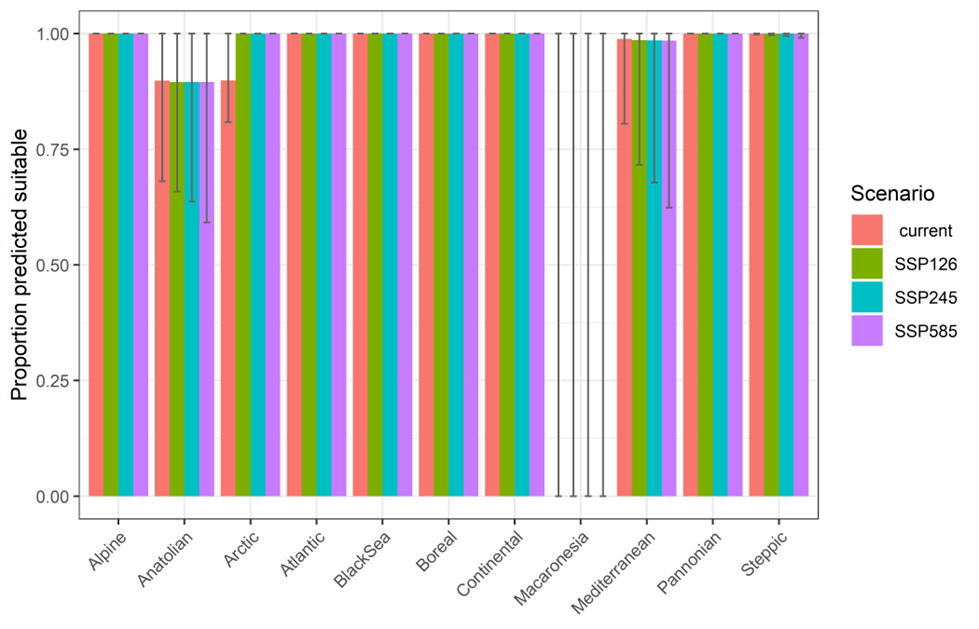 Proportion predicted suitable
1.00
0.75
0.50
0.25
0.00
Alpine
Anatolian
Arctic
Atlantic
BlackSea
Boreal
Continental
Macaronesia
Mediterranean
Pannonian
Steppic
Scenario
current
SSP126
SSP245
SSP585